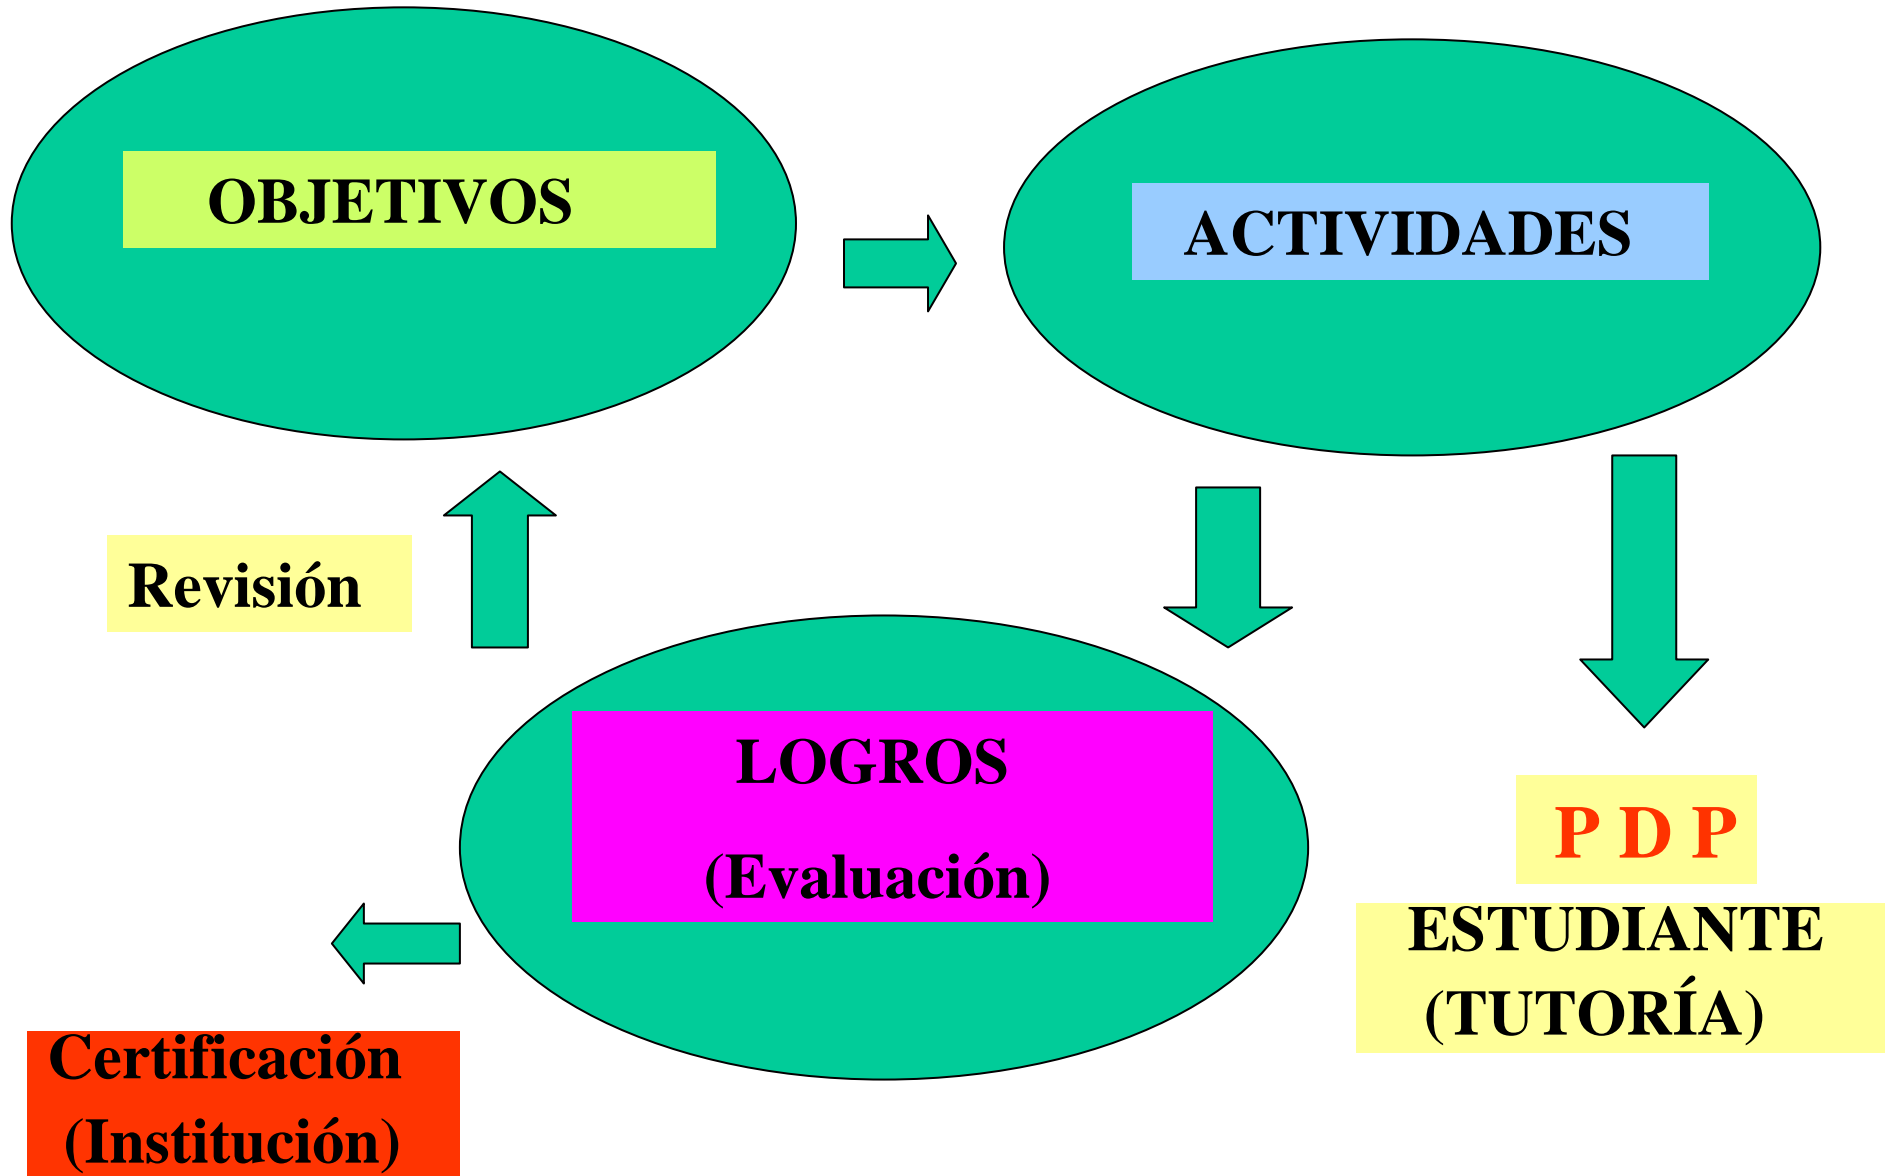 OBJETIVOS
ACTIVIDADES
Revisión
LOGROS
(Evaluación)
P D P
ESTUDIANTE
(TUTORÍA)
Certificación
(Institución)